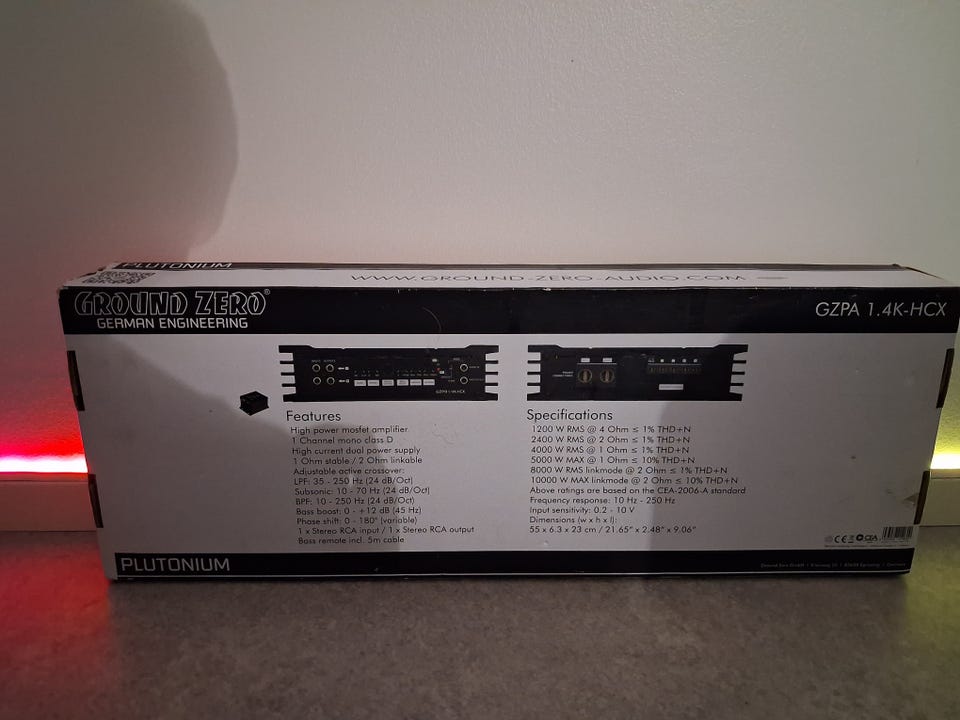 PLUTONIUM
WWW.GROUND-ZERO-AUDIO.COM
GROUND ZERO®
GERMAN ENGINEERING
GZPA 1.4K-HCX
GZPA 1.4K-HCX
Features
High power mosfet amplifier
1 Channel mono class D
High current dual power supply
1 Ohm stable / 2 Ohm linkable
Adjustable active crossover:
LPF: 35 - 250 Hz (24 dB/Oct)
Subsonic: 10 - 70 Hz (24 dB/Oct)
BPF: 10 - 250 Hz (24 dB/Oct)
Bass boost: 0 - +12 dB (45 Hz)
Phase shift: 0 - 180° (variable)
1 x Stereo RCA input / 1 x Stereo RCA output
Bass remote incl. 5m cable
Specifications
1200 W RMS @ 4 Ohm ≤ 1% THD+N
2400 W RMS @ 2 Ohm ≤ 1% THD+N
4000 W RMS @ 1 Ohm ≤ 1% THD+N
5000 W MAX @ 1 Ohm ≤ 10% THD+N
8000 W RMS linkmode @ 2 Ohm ≤ 1% THD+N
10000 W MAX linkmode @ 2 Ohm ≤ 10% THD+N
Above ratings are based on the CEA-2006-A standard
Frequency response: 10 Hz - 250 Hz
Input sensitivity: 0.2 - 10 V
Dimensions (w x h x l):
55 x 6.3 x 23 cm / 21.65" x 2.48" x 9.06"
CE
CEA
PLUTONIUM